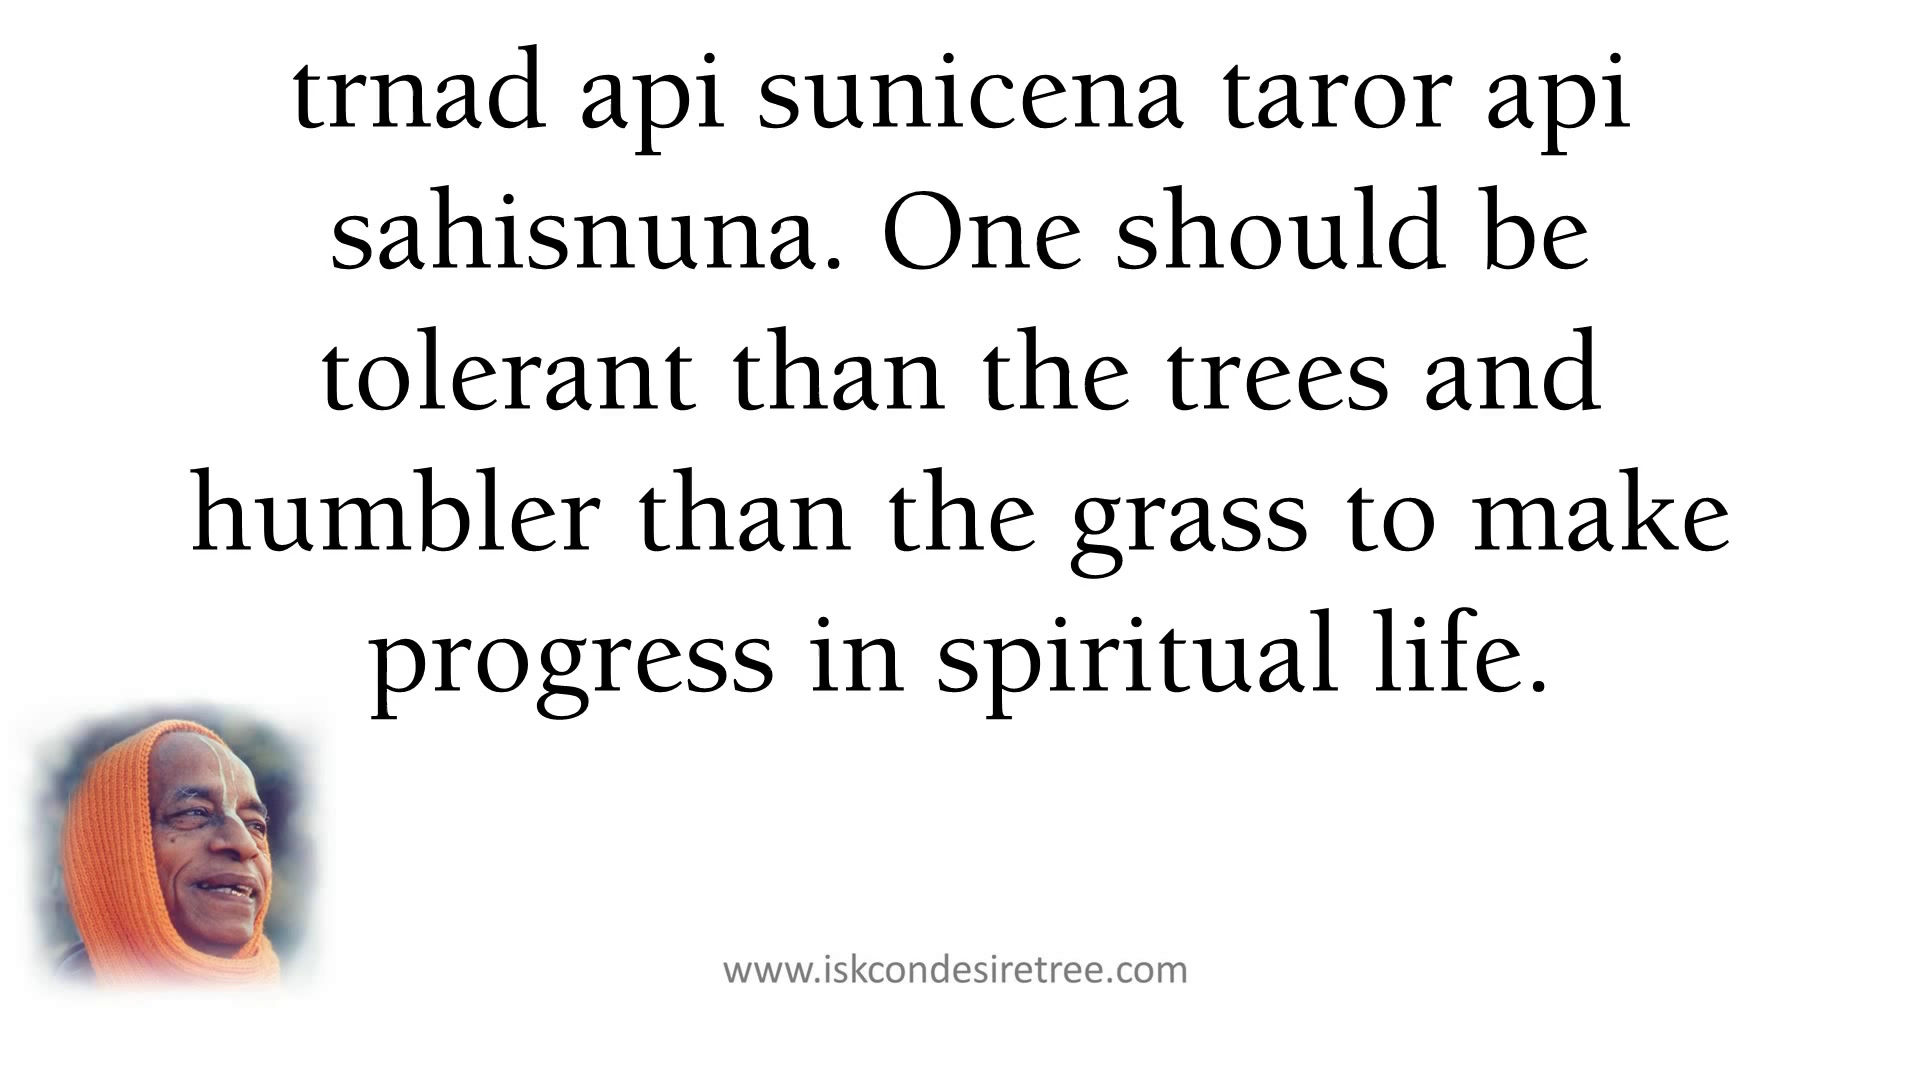 trnad api sunicena taror api
sahisnuna. One should be
tolerant than the trees and
humbler than the grass to make
progress in spiritual life.
www.iskcondesiretree.com